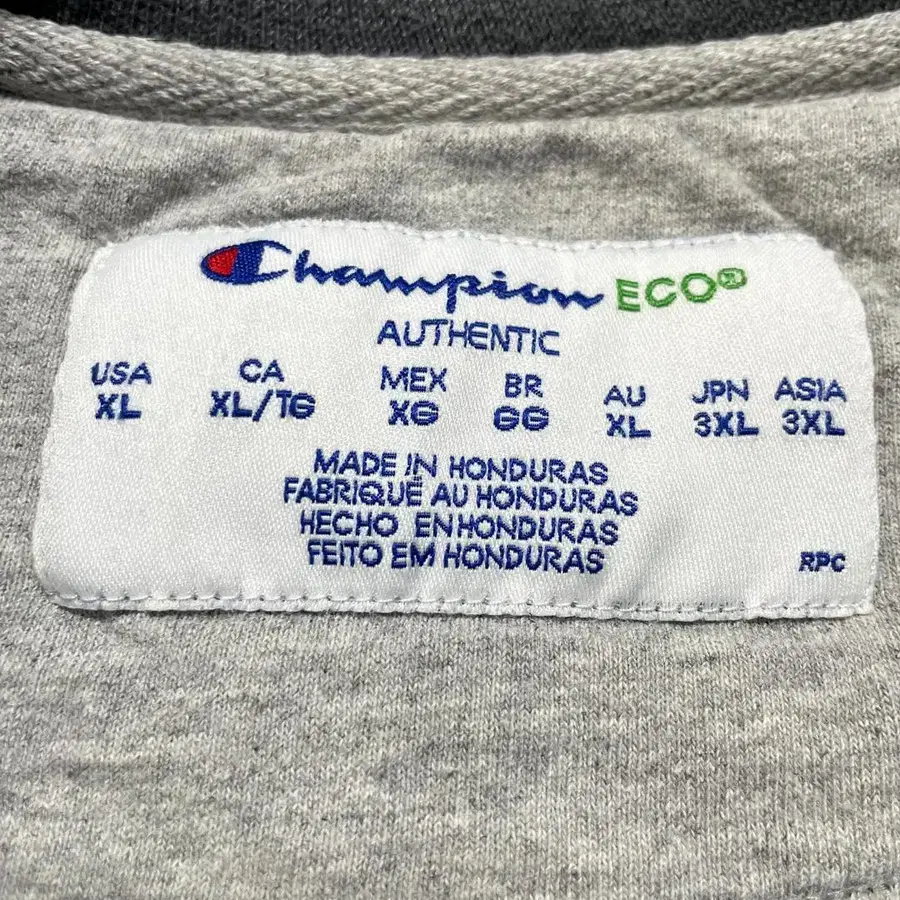 Champion ECO®
AUTHENTIC
USA CA MEX BR AU JPN ASIA
XL XL/TG XG GG XL 3XL 3XL
MADE IN HONDURAS
FABRIQUÉ AU HONDURAS
HECHO EN HONDURAS
FEITO EM HONDURAS
RPC